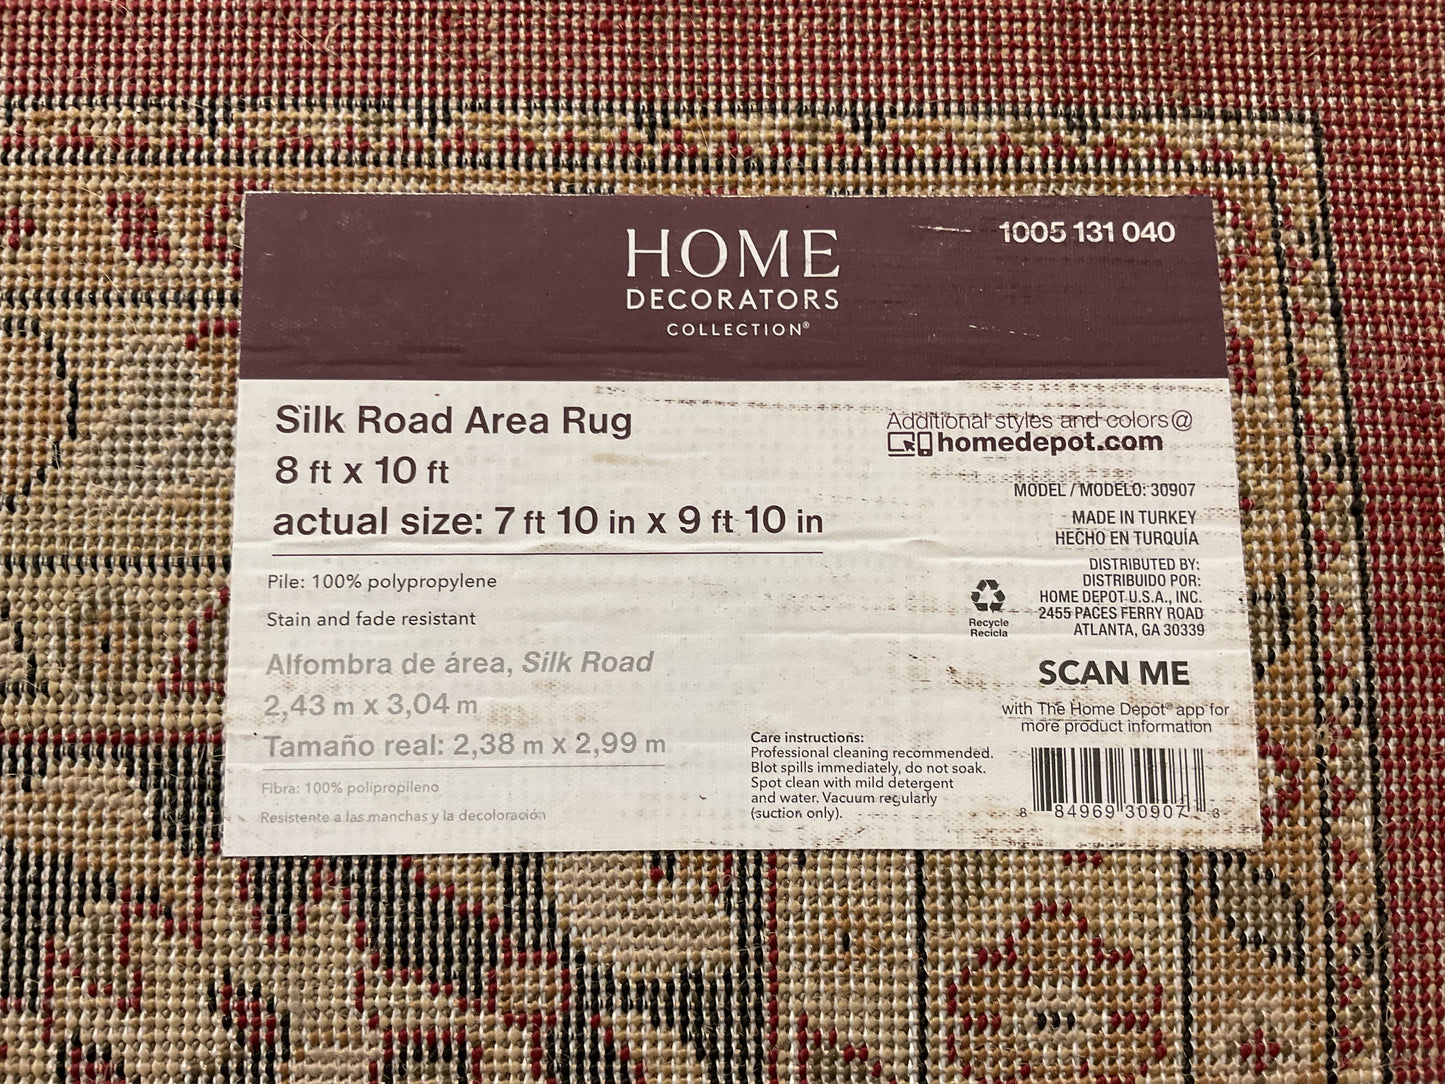 1005 131 040
HOME
DECORATORS
COLLECTION®
Silk Road Area Rug
8 ft x 10 ft
actual size: 7 ft 10 in x 9 ft 10 in
Pile: 100% polypropylene
Stain and fade resistant
Alfombra de área, Silk Road
2,43 m x 3,04 m
Tamaño real: 2,38 m x 2,99 m
Fibra: 100% polipropileno
Resistente a las manchas y la decoloración
Care instructions:
Professional cleaning recommended.
Blot spills immediately, do not soak.
Spot clean with mild detergent
and water. Vacuum regularly
(suction only).
Additional styles and colors@
homedepot.com
MODEL / MODELO: 30907
MADE IN TURKEY
HECHO EN TURQUÍA
DISTRIBUTED BY:
DISTRIBUIDO POR:
HOME DEPOT U.S.A., INC.
2455 PACES FERRY ROAD
ATLANTA, GA 30339
Recycle
Recicla
SCAN ME
with The Home Depot® app for
more product information
8 84969 30907 3